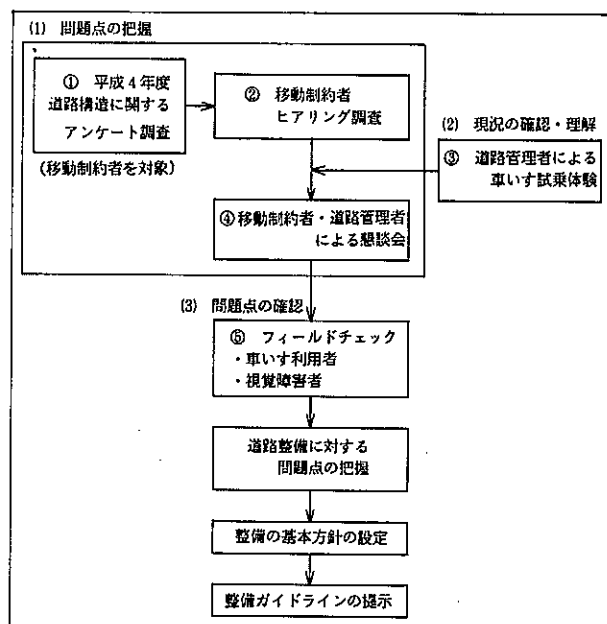 (1) 問題点の把握
① 平成4年度
道路構造に関する
アンケート調査
(移動制約者を対象)
② 移動制約者
ヒアリング調査
(2) 現況の確認・理解
③ 道路管理者による
車いす試乗体験
④移動制約者・道路管理者
による懇談会
(3) 問題点の確認
⑤ フィールドチェック
・車いす利用者
・視覚障害者
道路整備に対する
問題点の把握
整備の基本方針の設定
整備ガイドラインの提示